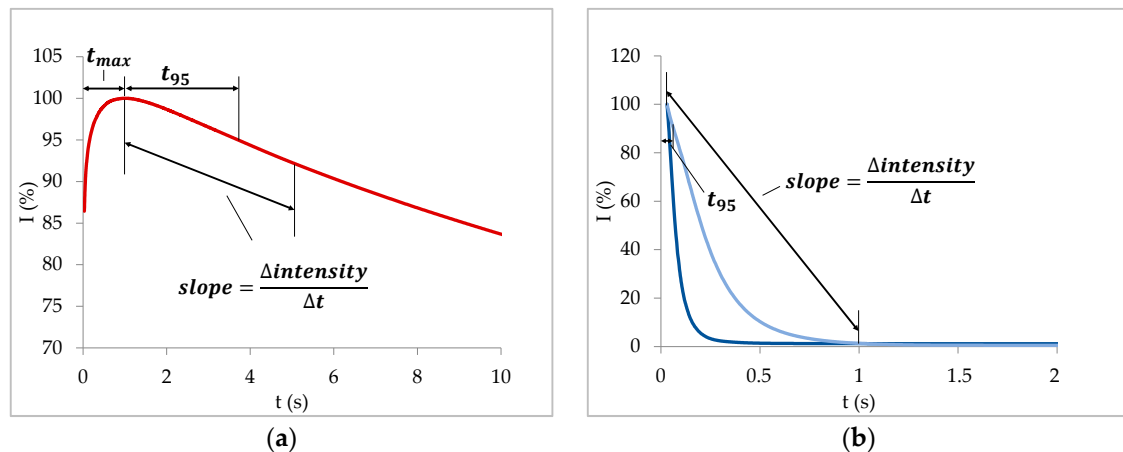 105
100
95
90
85
80
75
70
I (%)
t_max
t_95
slope = Δintensity / Δt
0 2 4 6 8 10
t (s)
(a)
120
100
80
60
40
20
0
I (%)
t_95
slope = Δintensity / Δt
0 0.5 1 1.5 2
t (s)
(b)